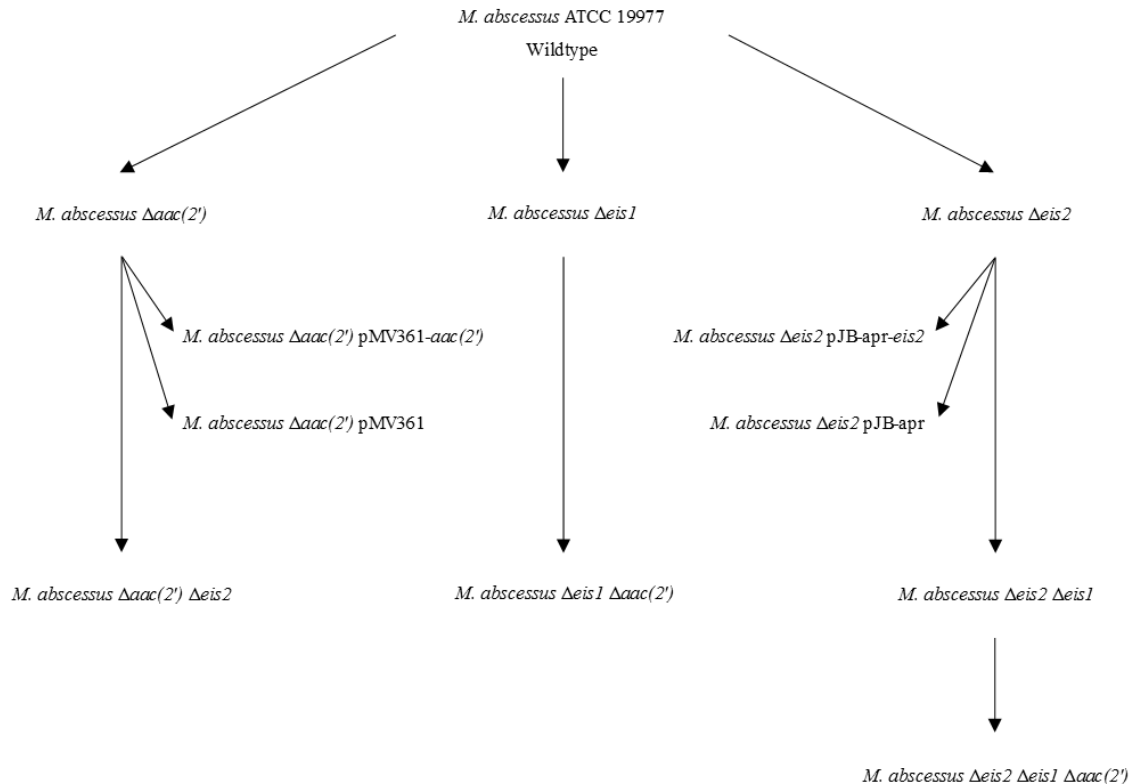 M. abscessus ATCC 19977
Wildtype
M. abscessus Δaac(2') M. abscessus Δeis1 M. abscessus Δeis2
M. abscessus Δaac(2') pMV361-aac(2') M. abscessus Δeis2 pJB-apr-eis2
M. abscessus Δaac(2') pMV361 M. abscessus Δeis2 pJB-apr
M. abscessus Δaac(2') Δeis2 M. abscessus Δeis1 Δaac(2') M. abscessus Δeis2 Δeis1
M. abscessus Δeis2 Δeis1 Δaac(2')